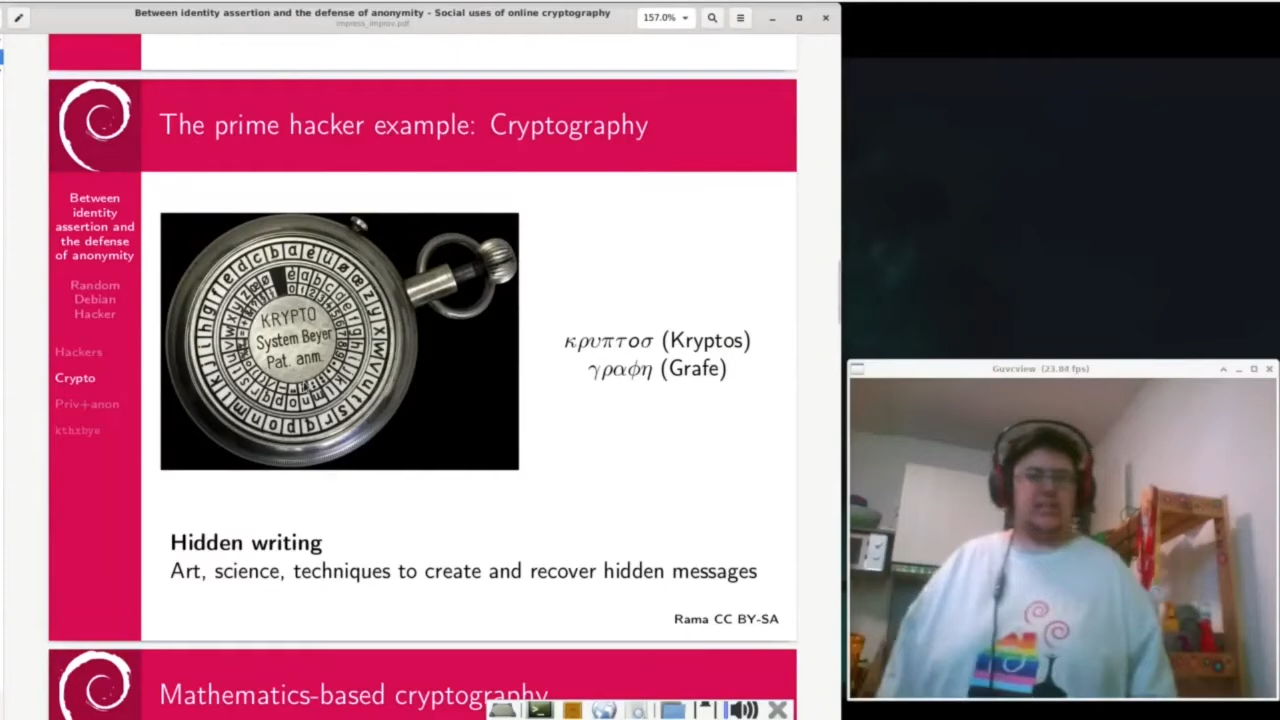 Between identity assertion and the defense of anonymity - Social uses of online cryptography
impress_improv.pdf
157.0%
The prime hacker example: Cryptography
Between
identity
assertion and
the defense
of anonymity
Random
Debian
Hacker
Hackers
Crypto
Priv+anon
kthxbye
KRYPTO
System Beyer
Pat. anm.
κρυπτοσ (Kryptos)
γραφη (Grafe)
Hidden writing
Art, science, techniques to create and recover hidden messages
Rama CC BY-SA
Mathematics-based cryptography
Guvcview (23.04 fps)